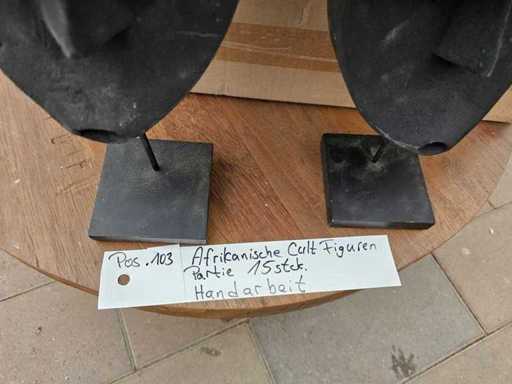 Pos. 103 Afrikanische Cult Figuren
Partie 15 stck.
Handarbeit